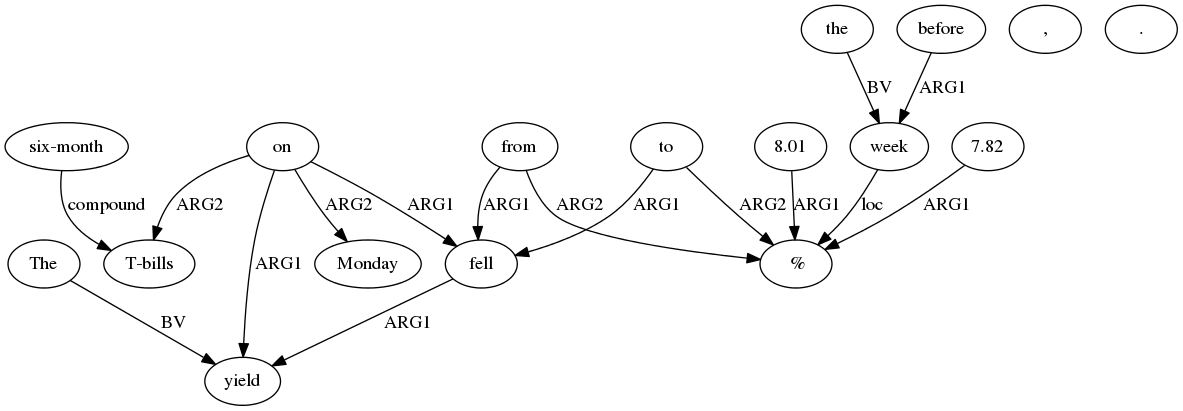 the before , .
BV ARG1
six-month on from to 8.01 week 7.82
compound ARG2 ARG2 ARG1 ARG1 ARG2 ARG1 ARG2 ARG1 loc ARG1
The T-bills ARG1 Monday fell %
BV ARG1
yield